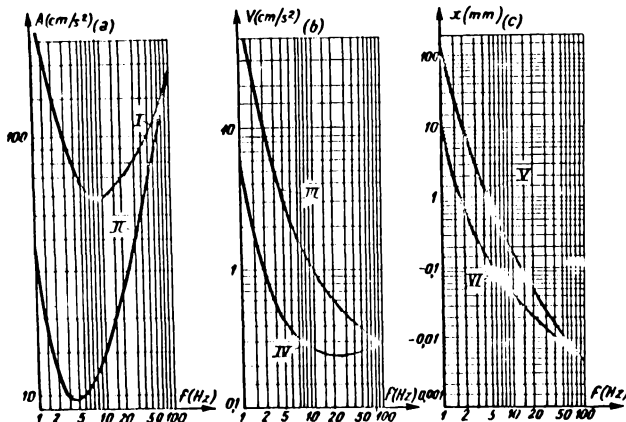 A(cm/s²) (a)
100
10
I
II
1 2 5 10 20 50 100
F(Hz)
V(cm/s²) (b)
10
1
0,1
III
IV
1 2 5 10 20 50 100
F(Hz)
x(mm) (c)
100
10
1
-0,1
-0,01
0,001
V
VI
1 2 5 10 20 50 100
F(Hz)